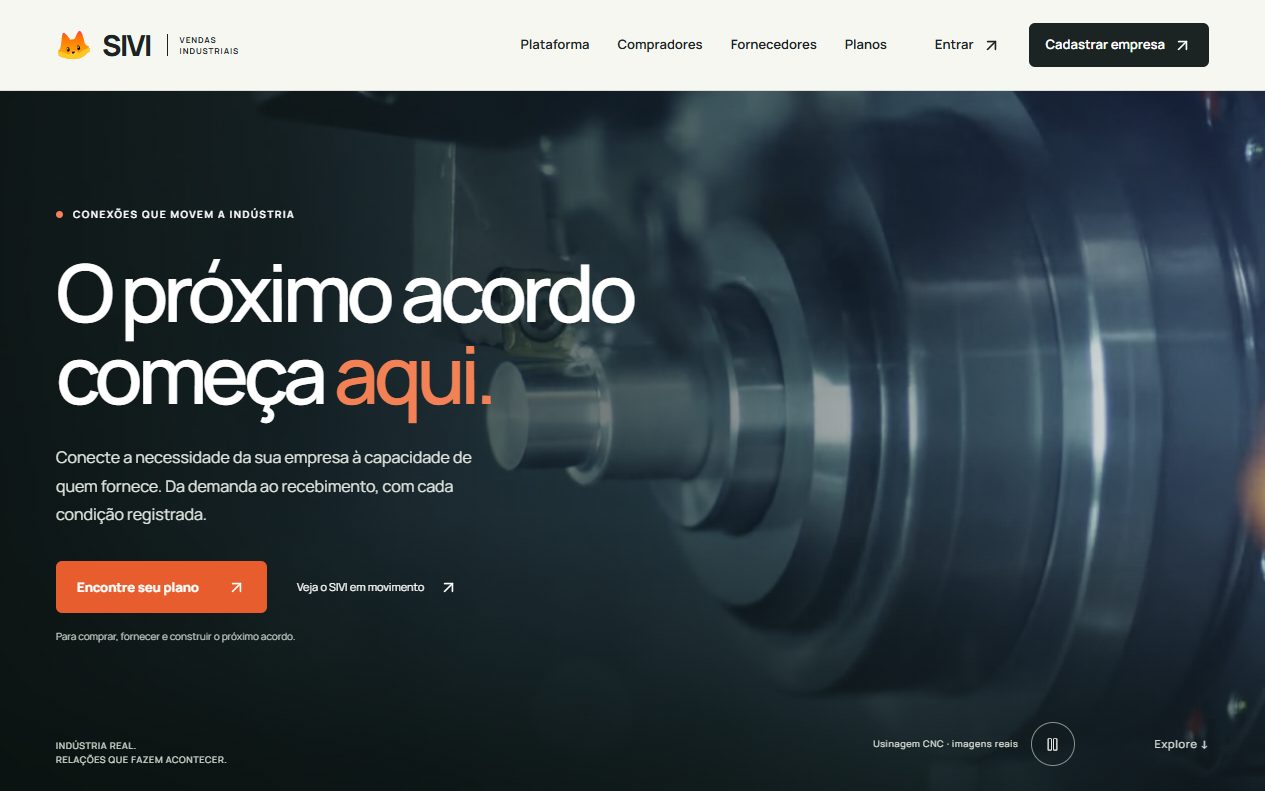 SIVI
VENDAS
INDUSTRIAIS
Plataforma
Compradores
Fornecedores
Planos
Entrar
Cadastrar empresa
CONEXÕES QUE MOVEM A INDÚSTRIA
O próximo acordo
começa aqui.
Conecte a necessidade da sua empresa à capacidade de
quem fornece. Da demanda ao recebimento, com cada
condição registrada.
Encontre seu plano
Veja o SIVI em movimento
Para comprar, fornecer e construir o próximo acordo.
INDÚSTRIA REAL.
RELAÇÕES QUE FAZEM ACONTECER.
Usinagem CNC · imagens reais
Explore ↓